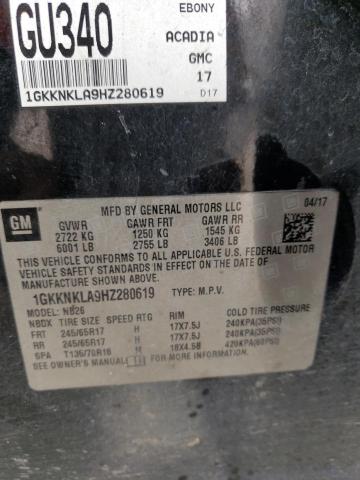 GU340
EBONY
ACADIA
GMC
17
1GKKNKLA9HZ280619
D17
GM
MFD BY GENERAL MOTORS LLC
04/17
GVWR GAWR FRT GAWR RR
2722 KG 1250 KG 1545 KG
6001 LB 2755 LB 3406 LB
THIS VEHICLE CONFORMS TO ALL APPLICABLE U.S. FEDERAL
MOTOR VEHICLE SAFETY STANDARDS IN EFFECT ON THE DATE OF
MANUFACTURE SHOWN ABOVE.
1GKKNKLA9HZ280619 TYPE: M.P.V.
MODEL: NB26
NBDX TIRE SIZE SPEED RTG RIM COLD TIRE PRESSURE
FRT 245/65R17 H 17X7.5J 240KPA(35PSI)
RR 245/65R17 H 17X7.5J 240KPA(35PSI)
SPA T135/70R18 18X4.5B 420KPA(60PSI)
SEE OWNER'S MANUAL FOR MORE INFORMATION.